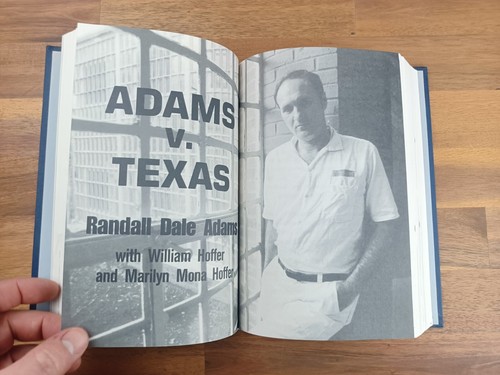 ADAMS
v.
TEXAS
Randall Dale Adams
with William Hoffer
and Marilyn Mona Hoffer